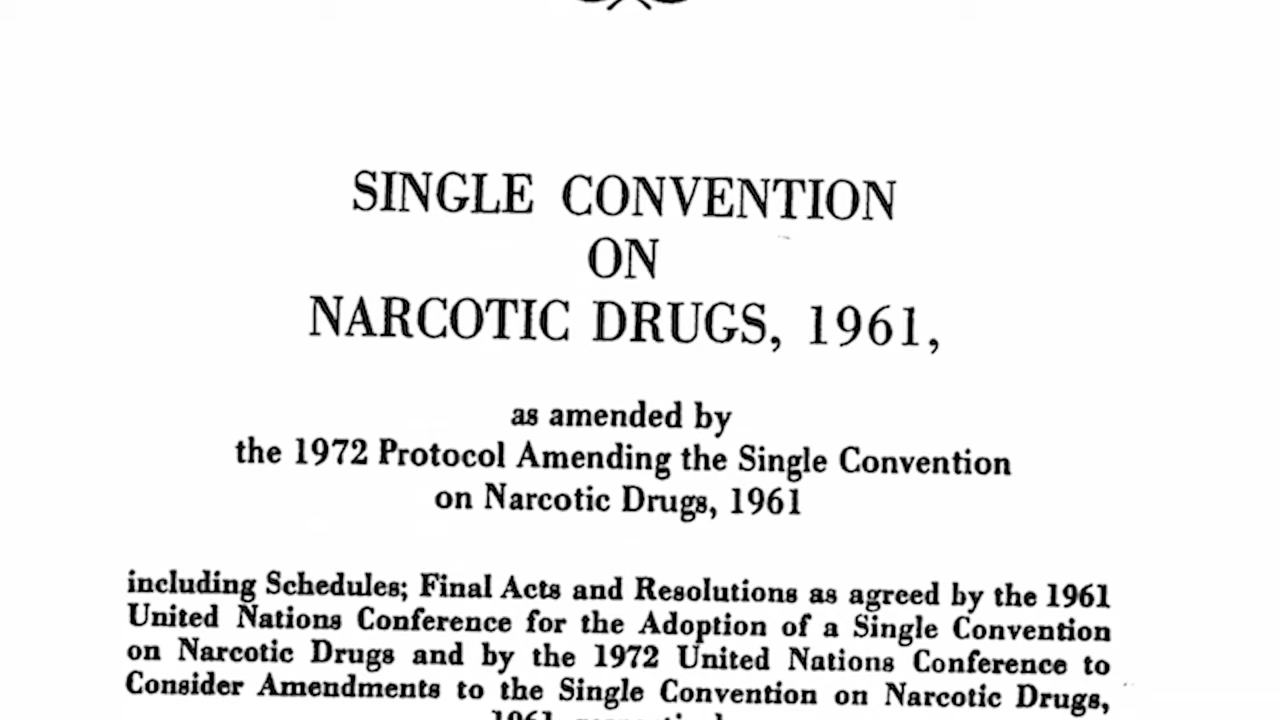 SINGLE CONVENTION
ON
NARCOTIC DRUGS, 1961,
as amended by
the 1972 Protocol Amending the Single Convention
on Narcotic Drugs, 1961
including Schedules; Final Acts and Resolutions as agreed by the 1961
United Nations Conference for the Adoption of a Single Convention
on Narcotic Drugs and by the 1972 United Nations Conference to
Consider Amendments to the Single Convention on Narcotic Drugs,
1961